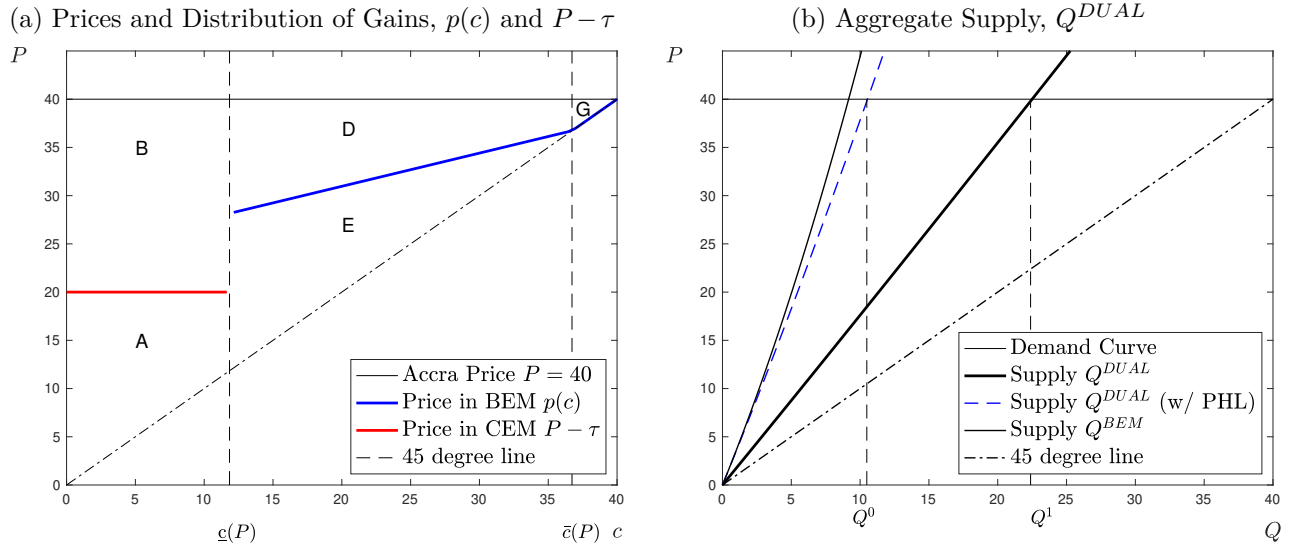 (a) Prices and Distribution of Gains, p(c) and P − τ
P
40
35
30
25
20
15
10
5
0
B
D
G
E
A
Accra Price P = 40
Price in BEM p(c)
Price in CEM P − τ
45 degree line
0 5 10 15 20 25 30 35 40
c̲(P) c̄(P) c
(b) Aggregate Supply, Q^{DUAL}
P
40
35
30
25
20
15
10
5
0
Demand Curve
Supply Q^{DUAL}
Supply Q^{DUAL} (w/ PHL)
Supply Q^{BEM}
45 degree line
0 5 10 15 20 25 30 35 40
Q^0 Q^1 Q